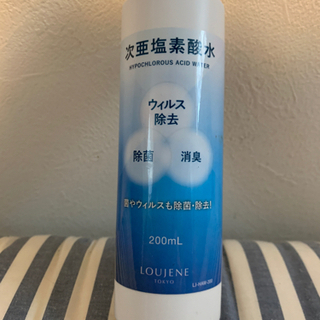 次亜塩素酸水
HYPOCHLOROUS ACID WATER
ウィルス
除去
除菌 消臭
菌やウィルスも除菌・除去!
200mL
LOUJENE
TOKYO